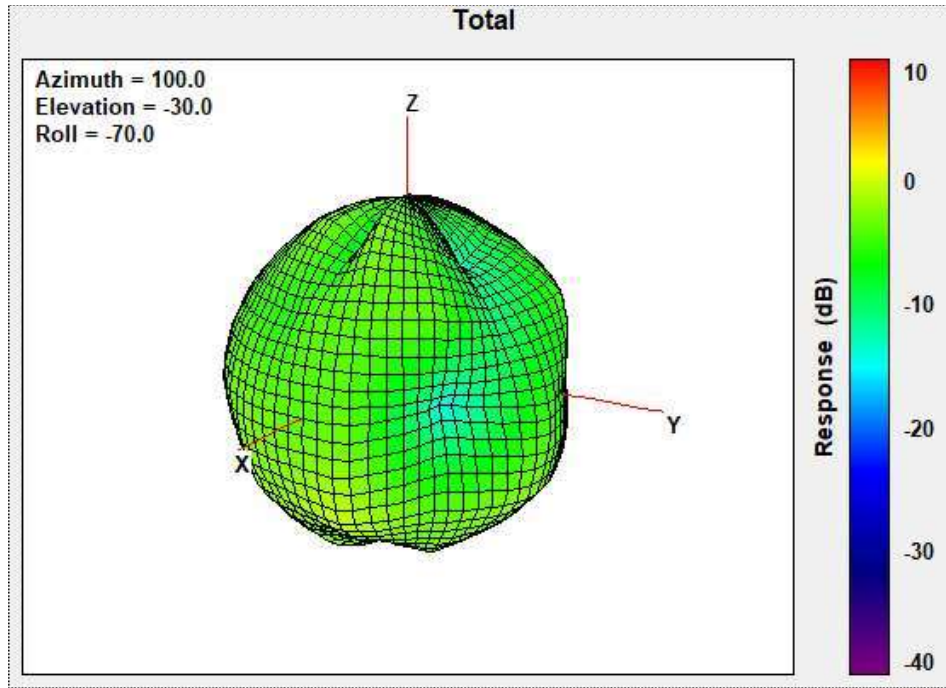 Total
Azimuth = 100.0
Elevation = -30.0
Roll = -70.0
Z
Y
X
10
0
-10
-20
-30
-40
Response (dB)